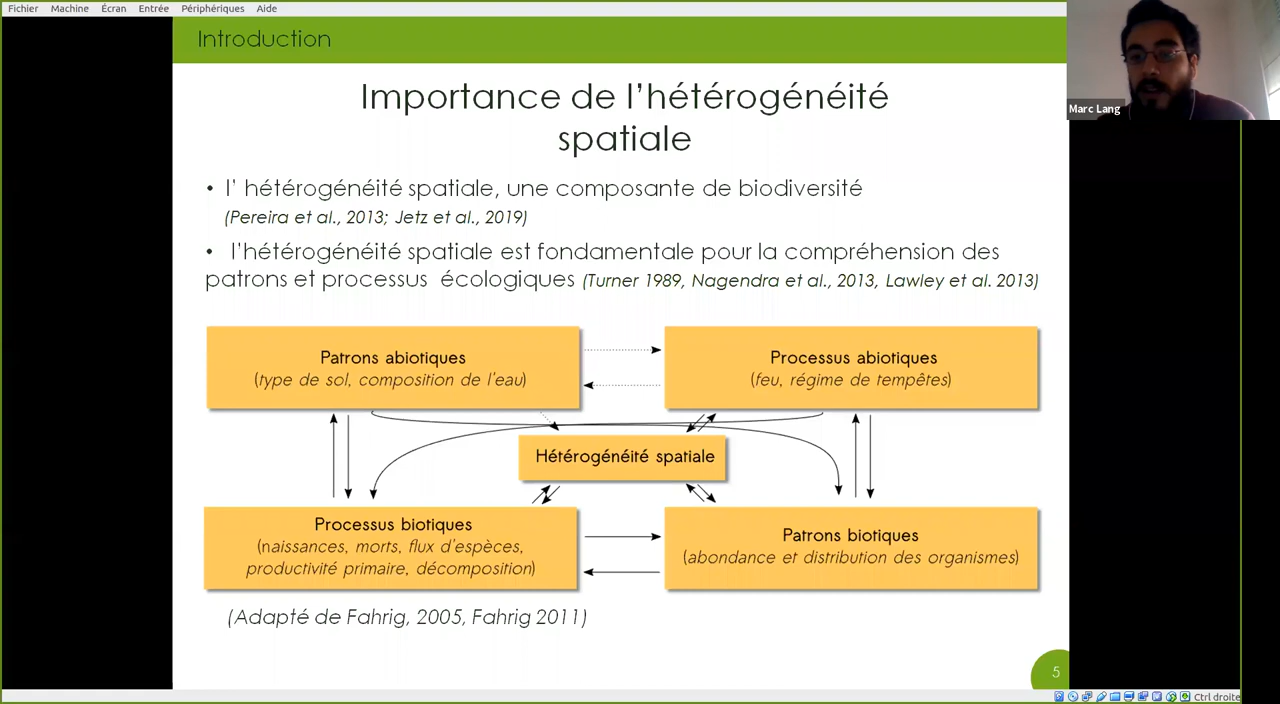 Fichier Machine Écran Entrée Périphériques Aide
Introduction
Marc Lang
Importance de l'hétérogénéité
spatiale
• l' hétérogénéité spatiale, une composante de biodiversité
(Pereira et al., 2013; Jetz et al., 2019)
• l'hétérogénéité spatiale est fondamentale pour la compréhension des
patrons et processus écologiques (Turner 1989, Nagendra et al., 2013, Lawley et al. 2013)
Patrons abiotiques
(type de sol, composition de l'eau)
Processus abiotiques
(feu, régime de tempêtes)
Hétérogénéité spatiale
Processus biotiques
(naissances, morts, flux d'espèces,
productivité primaire, décomposition)
Patrons biotiques
(abondance et distribution des organismes)
(Adapté de Fahrig, 2005, Fahrig 2011)
5
Ctrl droite